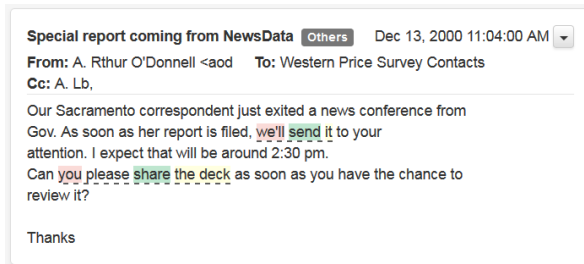 Special report coming from NewsData Others Dec 13, 2000 11:04:00 AM
From: A. Rthur O'Donnell <aod To: Western Price Survey Contacts
Cc: A. Lb,
Our Sacramento correspondent just exited a news conference from
Gov. As soon as her report is filed, we'll send it to your
attention. I expect that will be around 2:30 pm.
Can you please share the deck as soon as you have the chance to
review it?
Thanks